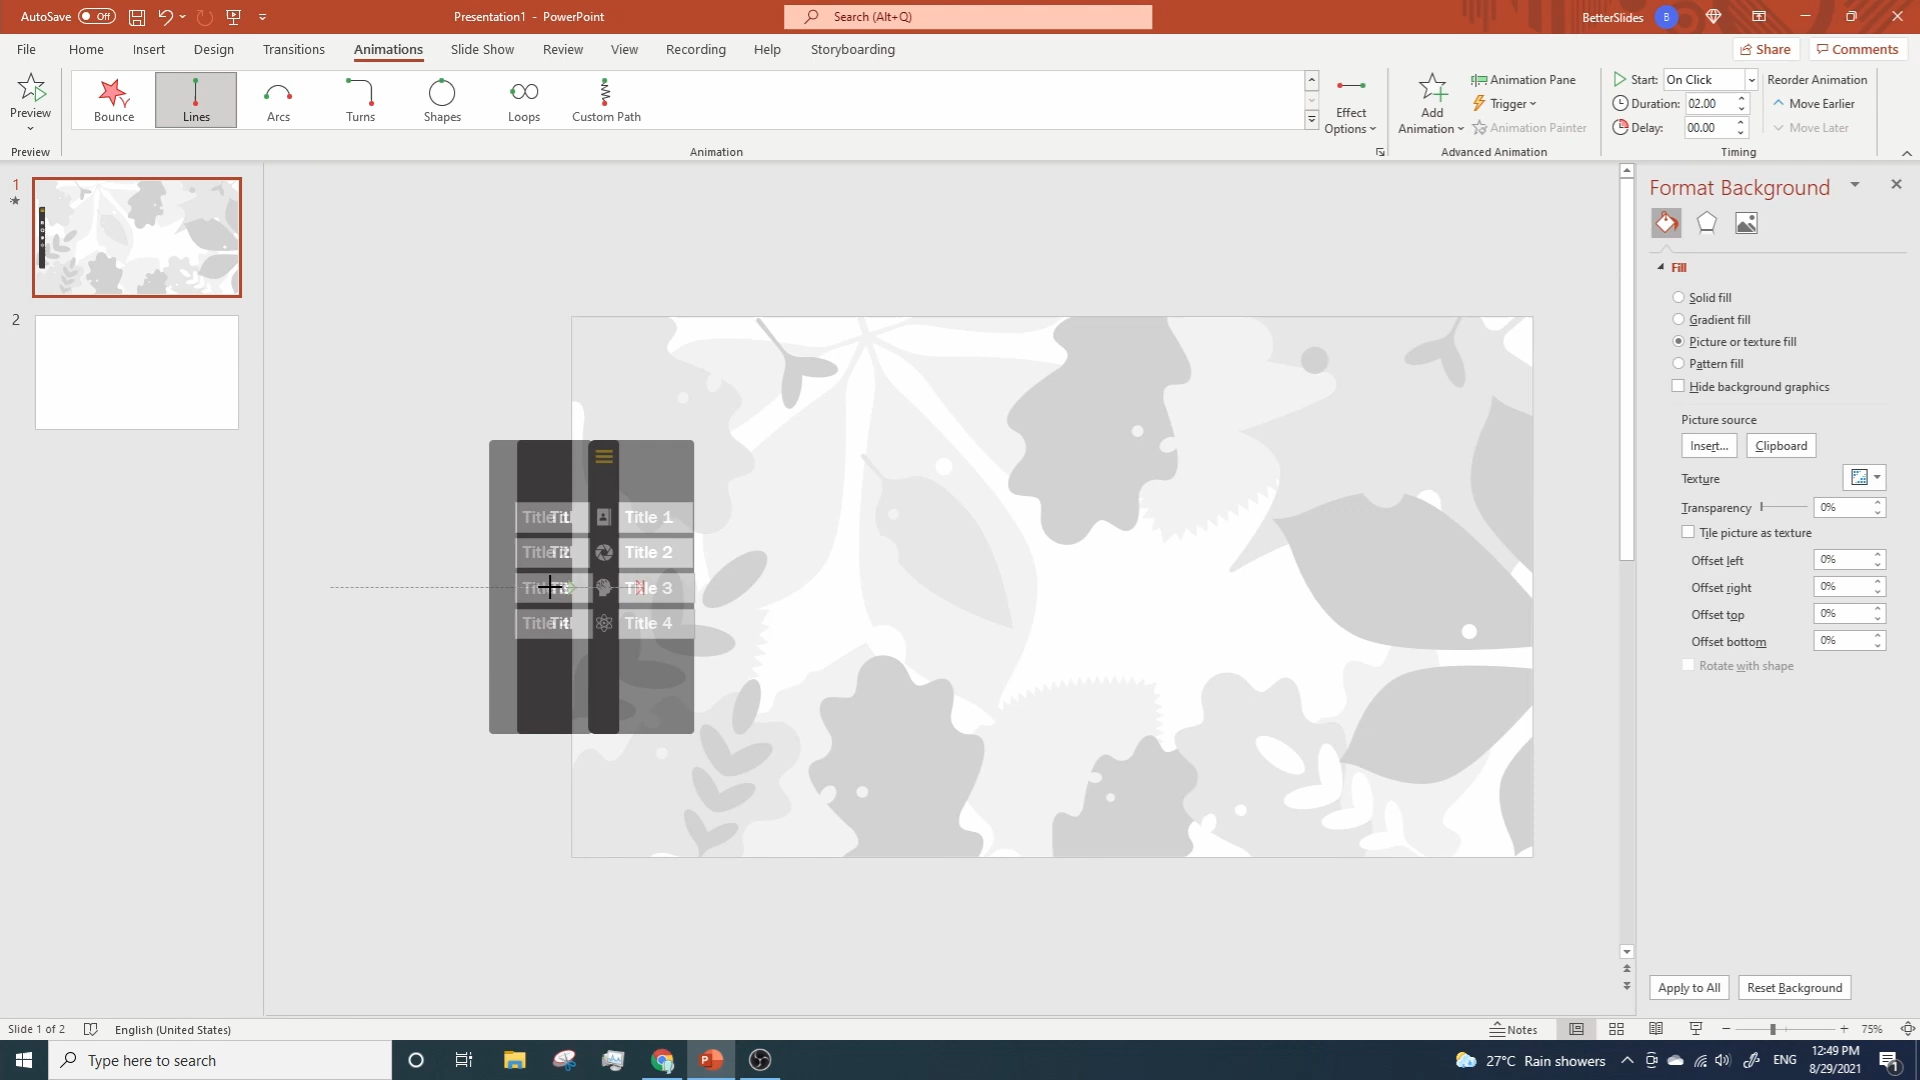 AutoSave Off
Presentation1 - PowerPoint
Search (Alt+Q)
BetterSlides B
File Home Insert Design Transitions Animations Slide Show Review View Recording Help Storyboarding
Share Comments
Preview
Bounce Lines Arcs Turns Shapes Loops Custom Path
Effect
Options
Add
Animation
Animation Pane
Trigger
Animation Painter
Start: On Click
Duration: 02.00
Delay: 00.00
Reorder Animation
Move Earlier
Move Later
Preview Animation Advanced Animation Timing
1
2
Title 1
Title 2
Title 3
Title 4
Format Background
Fill
Solid fill
Gradient fill
Picture or texture fill
Pattern fill
Hide background graphics
Picture source
Insert... Clipboard
Texture
Transparency 0%
Tile picture as texture
Offset left 0%
Offset right 0%
Offset top 0%
Offset bottom 0%
Rotate with shape
Apply to All Reset Background
Slide 1 of 2 English (United States) Notes 75%
Type here to search
27°C Rain showers ENG
12:49 PM
8/29/2021
1